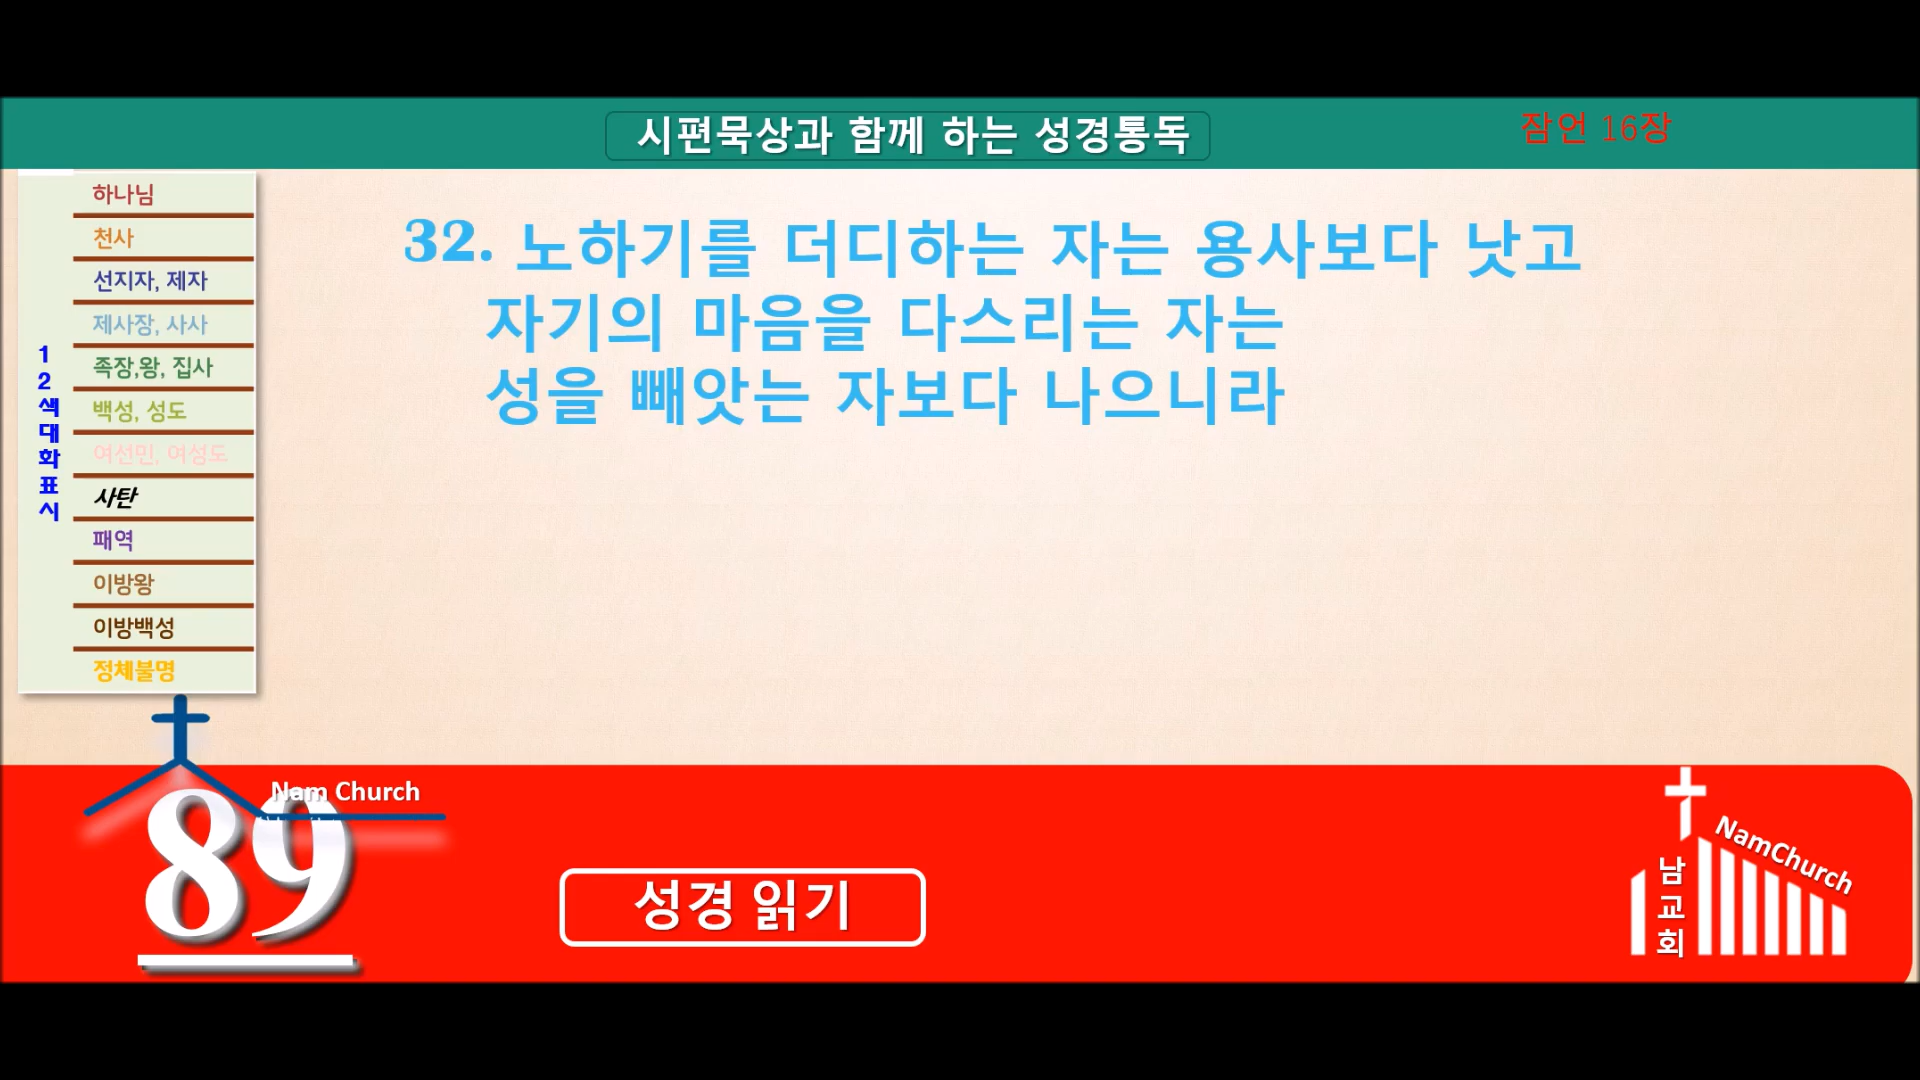 시편묵상과 함께 하는 성경통독
잠언 16장
12색대화표시
하나님
천사
선지자, 제자
제사장, 사사
족장,왕, 집사
백성, 성도
여선민, 여성도
사탄
패역
이방왕
이방백성
정체불명
32. 노하기를 더디하는 자는 용사보다 낫고
자기의 마음을 다스리는 자는
성을 빼앗는 자보다 나으니라
Nam Church
89
성경 읽기
NamChurch
남교회